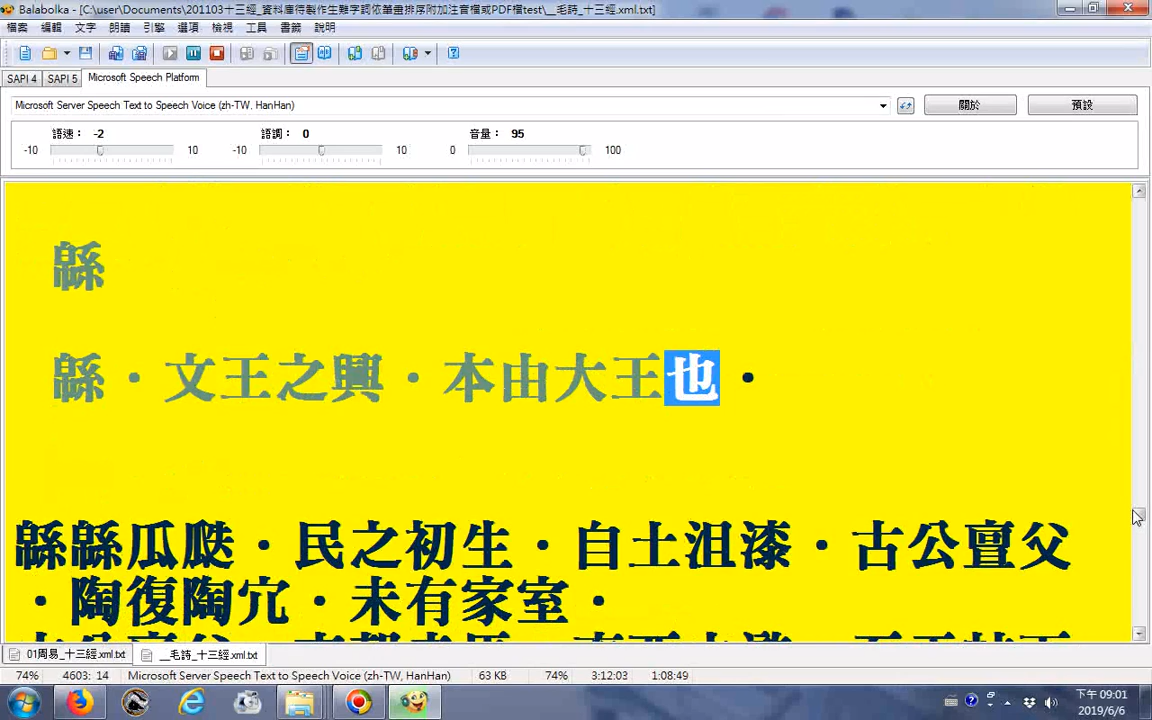 Balabolka - [C:\user\Documents\201103十三經_資料庫待製作生難字詞依筆畫排序附加注音檔或PDF檔test\__毛詩_十三經.xml.txt]
檔案 編輯 文字 朗讀 引擎 選項 檢視 工具 書籤 說明
SAPI 4 SAPI 5 Microsoft Speech Platform
Microsoft Server Speech Text to Speech Voice (zh-TW, HanHan) 關於 預設
語速： -2 語調： 0 音量： 95
-10 10 -10 10 0 100
緜
緜．文王之興．本由大王也．
緜緜瓜瓞．民之初生．自土沮漆．古公亶父
．陶復陶冗．未有家室．
01周易_十三經.xml.txt __毛詩_十三經.xml.txt
74% 4603: 14 Microsoft Server Speech Text to Speech Voice (zh-TW, HanHan) 63 KB 74% 3:12:03 1:08:49
下午 09:01
2019/6/6